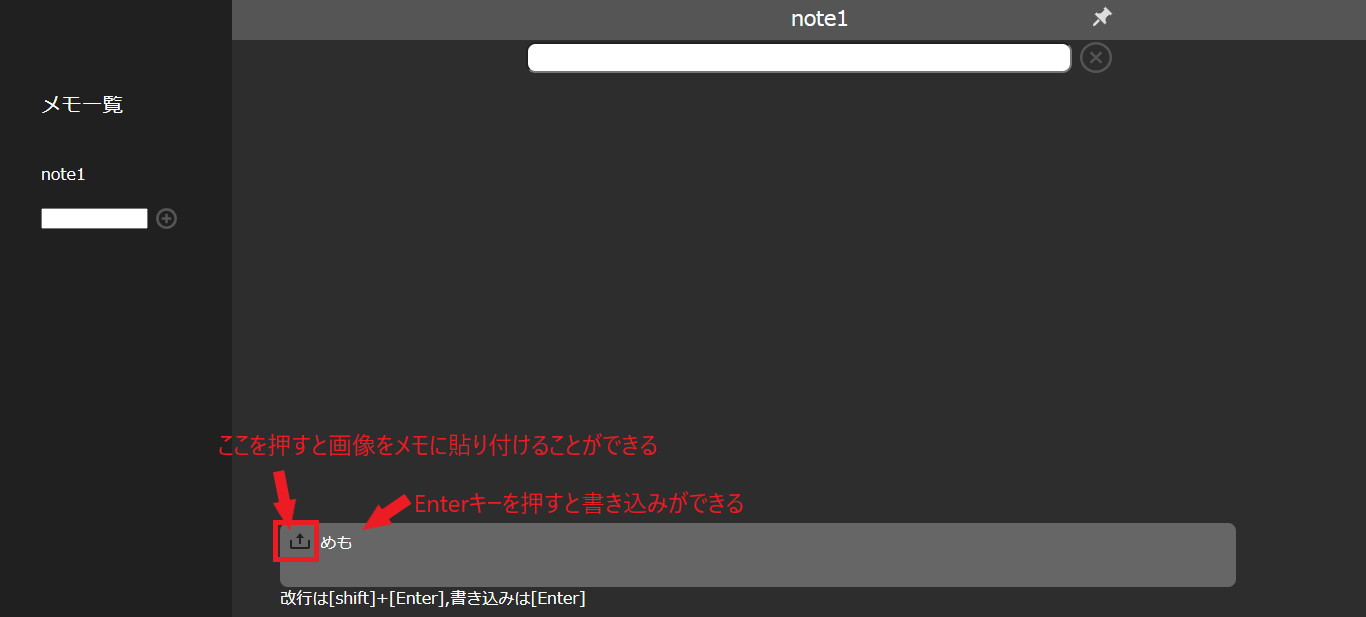 note1
メモ一覧
note1
ここを押すと画像をメモに貼り付けることができる
Enterキーを押すと書き込みができる
めも
改行は[shift]+[Enter],書き込みは[Enter]